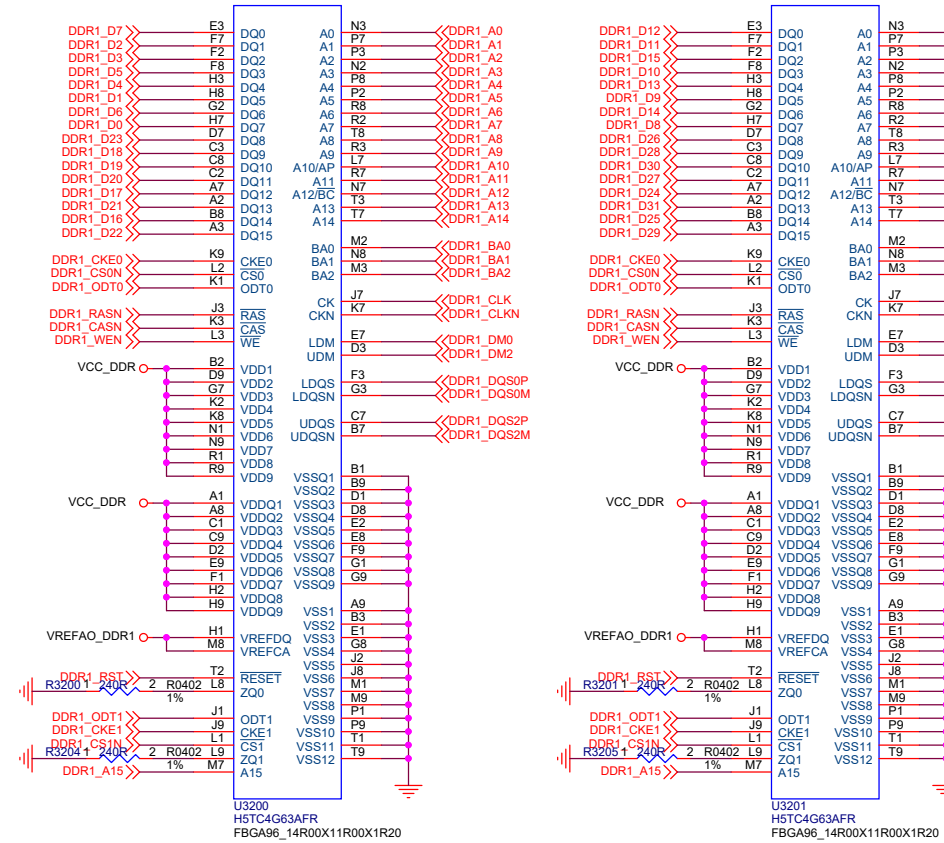 DDR1_D7 E3 DQ0 A0 N3 DDR1_A0
DDR1_D2 F7 DQ1 A1 P7 DDR1_A1
DDR1_D3 F2 DQ2 A2 P3 DDR1_A2
DDR1_D5 F8 DQ3 A3 N2 DDR1_A3
DDR1_D4 H3 DQ4 A4 P8 DDR1_A4
DDR1_D1 H8 DQ5 A5 P2 DDR1_A5
DDR1_D6 G2 DQ6 A6 R8 DDR1_A6
DDR1_D0 H7 DQ7 A7 R2 DDR1_A7
DDR1_D23 D7 DQ8 A8 T8 DDR1_A8
DDR1_D18 C3 DQ9 A9 R3 DDR1_A9
DDR1_D19 C8 DQ10 A10/AP L7 DDR1_A10
DDR1_D20 C2 DQ11 A11 R7 DDR1_A11
DDR1_D17 A7 DQ12 A12/BC N7 DDR1_A12
DDR1_D21 A2 DQ13 A13 T3 DDR1_A13
DDR1_D16 B8 DQ14 A14 T7 DDR1_A14
DDR1_D22 A3 DQ15
BA0 M2 DDR1_BA0
DDR1_CKE0 K9 CKE0 BA1 N8 DDR1_BA1
DDR1_CS0N L2 CS0 BA2 M3 DDR1_BA2
DDR1_ODT0 K1 ODT0
CK J7 DDR1_CLK
DDR1_RASN J3 RAS CKN K7 DDR1_CLKN
DDR1_CASN K3 CAS
DDR1_WEN L3 WE LDM E7 DDR1_DM0
UDM D3 DDR1_DM2
VCC_DDR B2 VDD1
D9 VDD2 LDQS F3 DDR1_DQS0P
G7 VDD3 LDQSN G3 DDR1_DQS0M
K2 VDD4
K8 VDD5 UDQS C7 DDR1_DQS2P
N1 VDD6 UDQSN B7 DDR1_DQS2M
N9 VDD7
R1 VDD8
R9 VDD9 VSSQ1 B1
VSSQ2 B9
VCC_DDR A1 VDDQ1 VSSQ3 D1
A8 VDDQ2 VSSQ4 D8
C1 VDDQ3 VSSQ5 E2
C9 VDDQ4 VSSQ6 E8
D2 VDDQ5 VSSQ7 F9
E9 VDDQ6 VSSQ8 G1
F1 VDDQ7 VSSQ9 G9
H2 VDDQ8
H9 VDDQ9 VSS1 A9
VSS2 B3
VREFAO_DDR1 H1 VREFDQ VSS3 E1
M8 VREFCA VSS4 G8
VSS5 J2
DDR1_RST T2 RESET VSS6 J8
R3200 1 240R 2 R0402 L8 ZQ0 VSS7 M1
1% VSS8 M9
DDR1_ODT1 J1 ODT1 VSS9 P1
DDR1_CKE1 J9 CKE1 VSS10 P9
DDR1_CS1N L1 CS1 VSS11 T1
R3204 1 240R 2 R0402 L9 ZQ1 VSS12 T9
DDR1_A15 1% M7 A15
U3200
H5TC4G63AFR
FBGA96_14R00X11R00X1R20
DDR1_D12 E3 DQ0 A0 N3
DDR1_D11 F7 DQ1 A1 P7
DDR1_D15 F2 DQ2 A2 P3
DDR1_D10 F8 DQ3 A3 N2
DDR1_D13 H3 DQ4 A4 P8
DDR1_D9 H8 DQ5 A5 P2
DDR1_D14 G2 DQ6 A6 R8
DDR1_D8 H7 DQ7 A7 R2
DDR1_D26 D7 DQ8 A8 T8
DDR1_D28 C3 DQ9 A9 R3
DDR1_D30 C8 DQ10 A10/AP L7
DDR1_D27 C2 DQ11 A11 R7
DDR1_D24 A7 DQ12 A12/BC N7
DDR1_D31 A2 DQ13 A13 T3
DDR1_D25 B8 DQ14 A14 T7
DDR1_D29 A3 DQ15
BA0 M2
DDR1_CKE0 K9 CKE0 BA1 N8
DDR1_CS0N L2 CS0 BA2 M3
DDR1_ODT0 K1 ODT0
CK J7
DDR1_RASN J3 RAS CKN K7
DDR1_CASN K3 CAS
DDR1_WEN L3 WE LDM E7
UDM D3
VCC_DDR B2 VDD1
D9 VDD2 LDQS F3
G7 VDD3 LDQSN G3
K2 VDD4
K8 VDD5 UDQS C7
N1 VDD6 UDQSN B7
N9 VDD7
R1 VDD8
R9 VDD9 VSSQ1 B1
VSSQ2 B9
VCC_DDR A1 VDDQ1 VSSQ3 D1
A8 VDDQ2 VSSQ4 D8
C1 VDDQ3 VSSQ5 E2
C9 VDDQ4 VSSQ6 E8
D2 VDDQ5 VSSQ7 F9
E9 VDDQ6 VSSQ8 G1
F1 VDDQ7 VSSQ9 G9
H2 VDDQ8
H9 VDDQ9 VSS1 A9
VSS2 B3
VREFAO_DDR1 H1 VREFDQ VSS3 E1
M8 VREFCA VSS4 G8
VSS5 J2
DDR1_RST T2 RESET VSS6 J8
R3201 1 240R 2 R0402 L8 ZQ0 VSS7 M1
1% VSS8 M9
DDR1_ODT1 J1 ODT1 VSS9 P1
DDR1_CKE1 J9 CKE1 VSS10 P9
DDR1_CS1N L1 CS1 VSS11 T1
R3205 1 240R 2 R0402 L9 ZQ1 VSS12 T9
DDR1_A15 1% M7 A15
U3201
H5TC4G63AFR
FBGA96_14R00X11R00X1R20